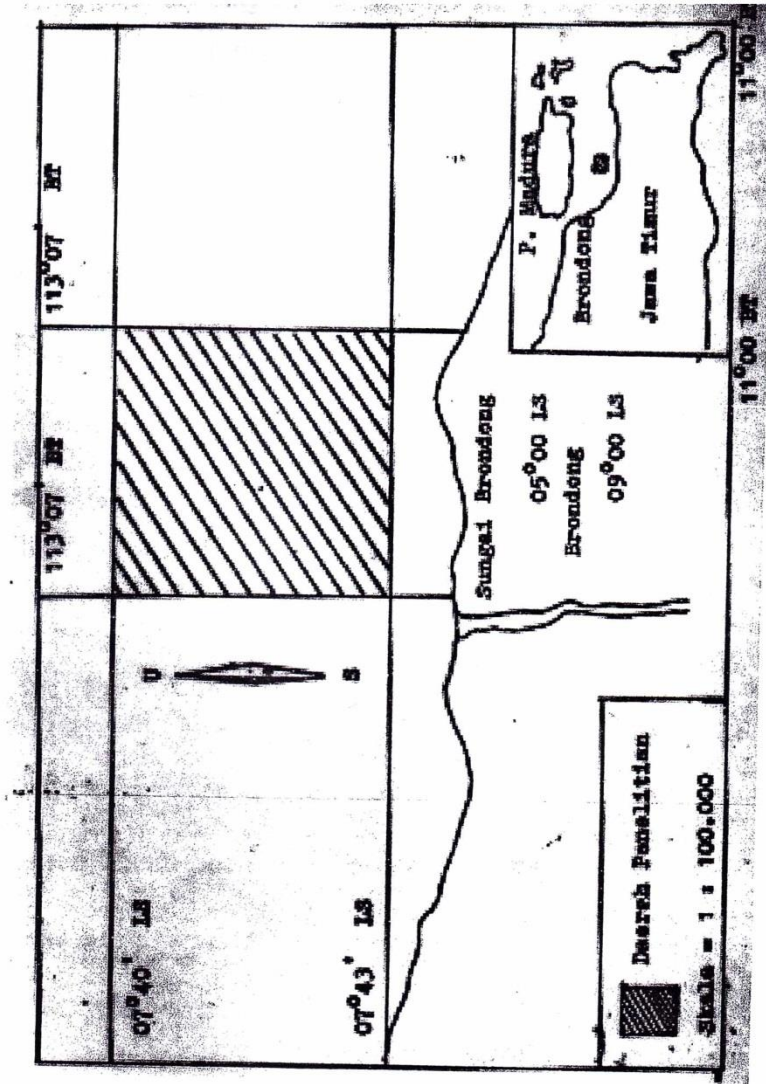 113°07 BT
113°07 BT
07°40' LS
U
S
07°43' LS
Sungai Brondong
05°00 LS
Brondong
09°00 LS
P. Madura
Brondong
Jawa Timur
Daerah Penelitian
Skala = 1 : 100.000
11°00 BT
11°00